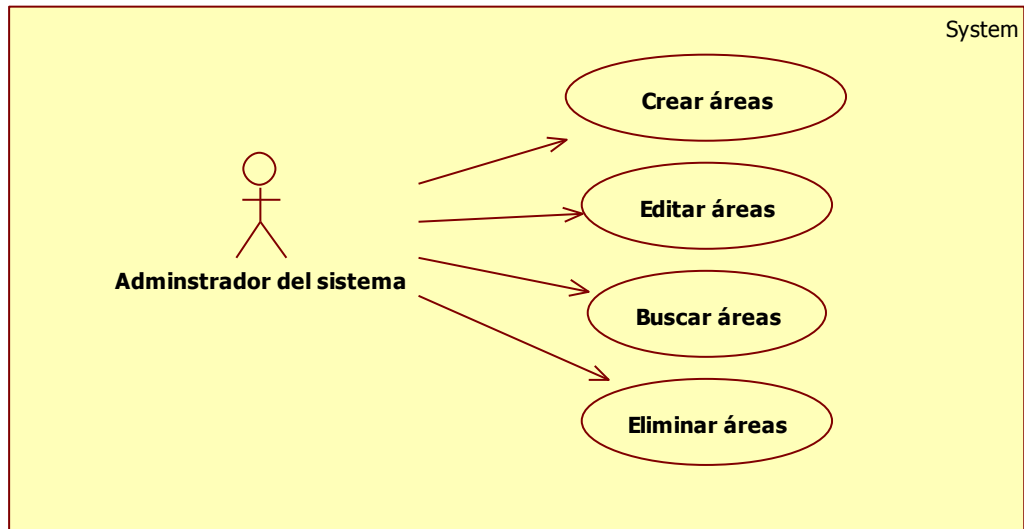 System
Crear áreas
Editar áreas
Adminstrador del sistema
Buscar áreas
Eliminar áreas